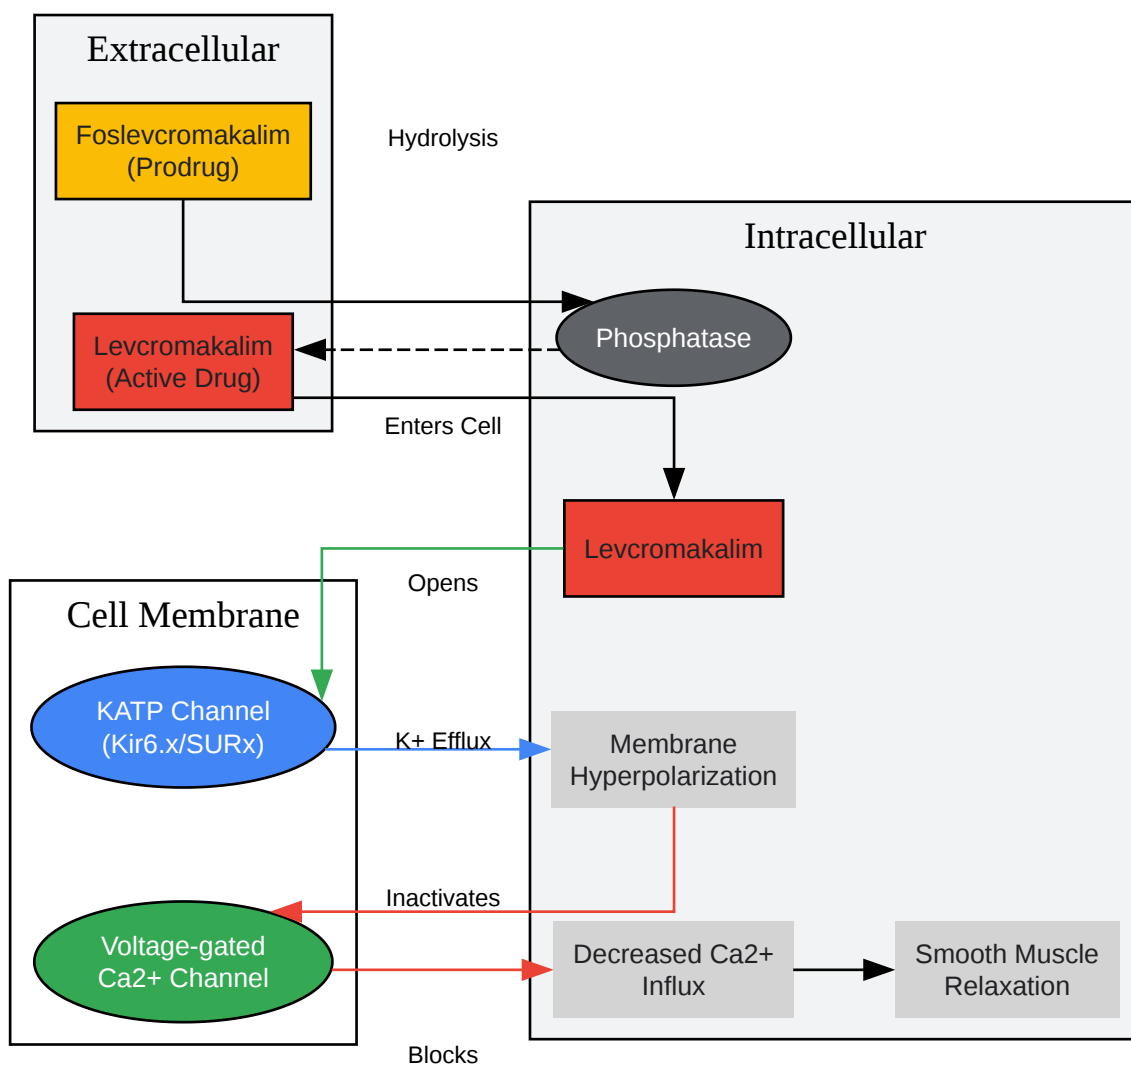 Extracellular
Foslevcromakalim
(Prodrug)
Hydrolysis
Intracellular
Phosphatase
Levcromakalim
(Active Drug)
Enters Cell
Levcromakalim
Opens
Cell Membrane
KATP Channel
(Kir6.x/SURx)
K+ Efflux
Membrane
Hyperpolarization
Inactivates
Voltage-gated
Ca2+ Channel
Decreased Ca2+
Influx
Smooth Muscle
Relaxation
Blocks